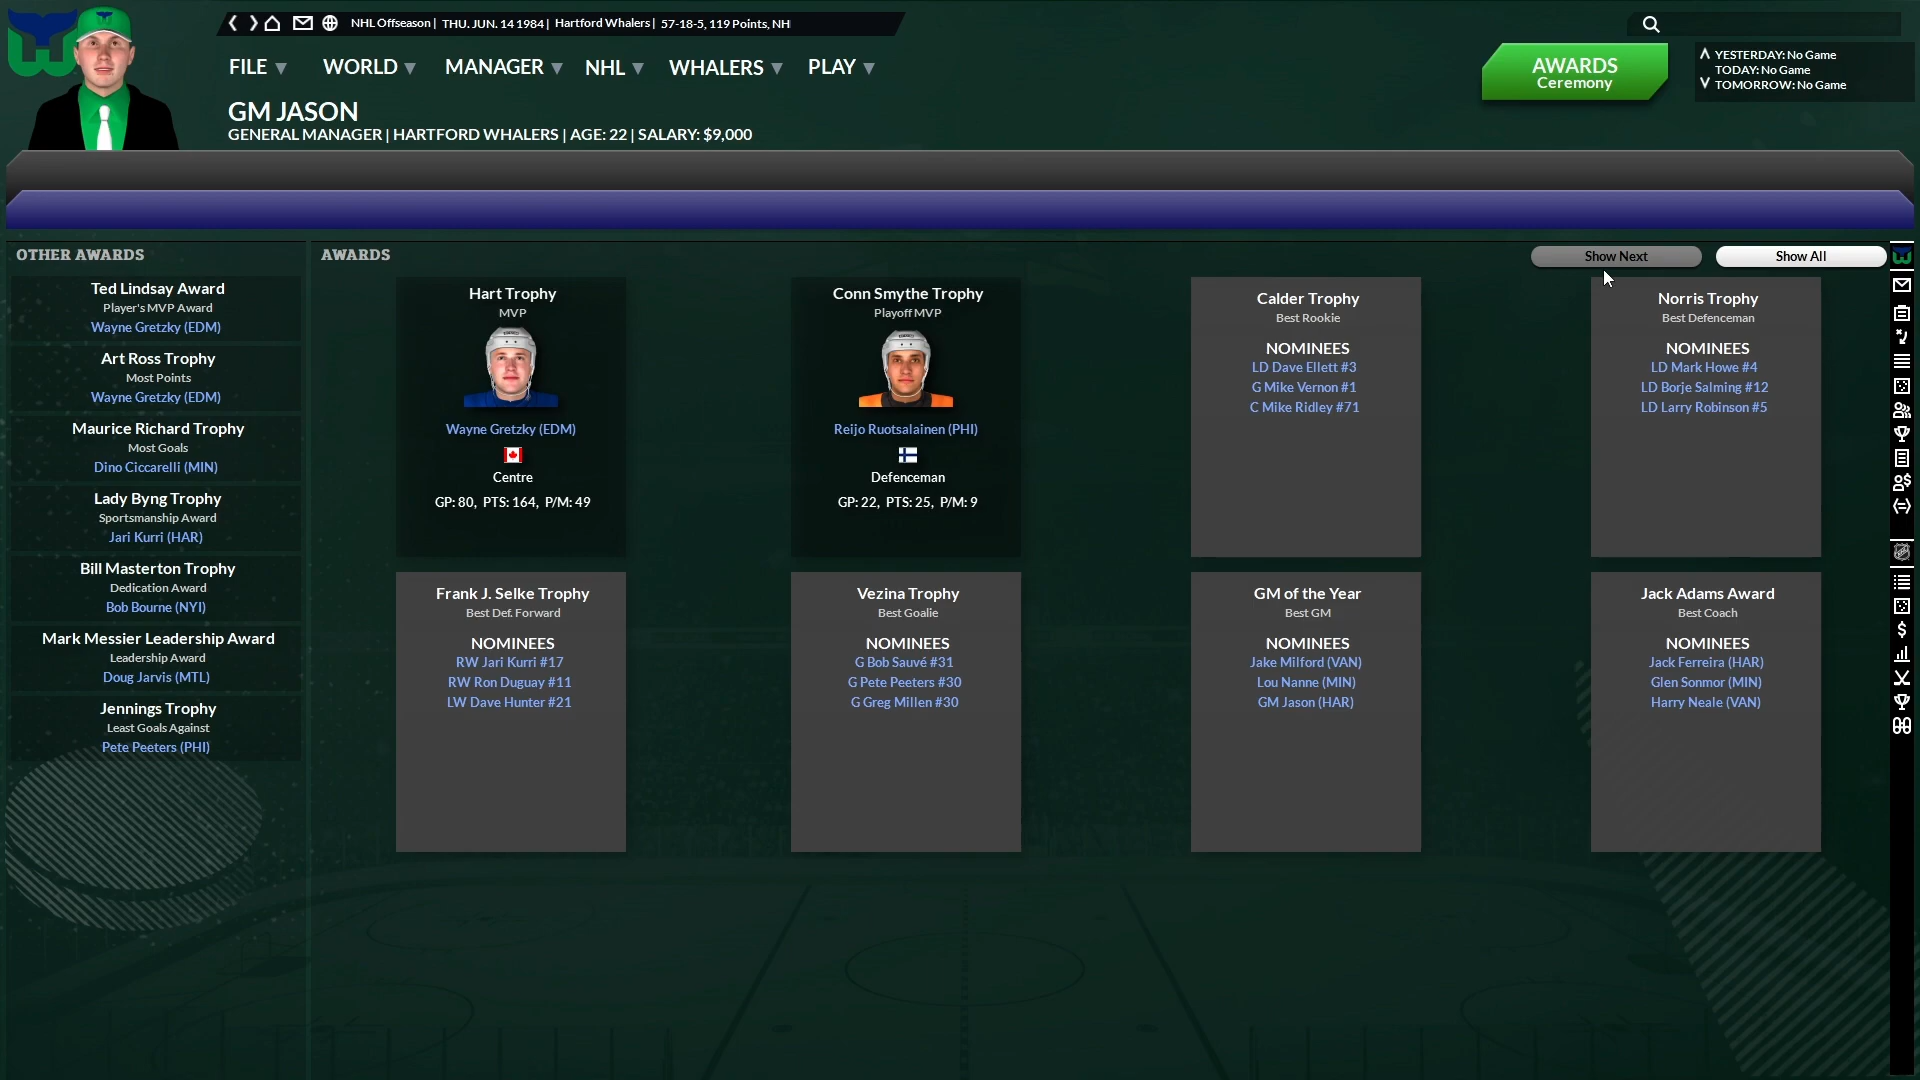 NHL Offseason | THU. JUN. 14 1984 | Hartford Whalers | 57-18-5, 119 Points, NH
FILE WORLD MANAGER NHL WHALERS PLAY
AWARDS
Ceremony
YESTERDAY: No Game
TODAY: No Game
TOMORROW: No Game
GM JASON
GENERAL MANAGER | HARTFORD WHALERS | AGE: 22 | SALARY: $9,000
OTHER AWARDS
Ted Lindsay Award
Player's MVP Award
Wayne Gretzky (EDM)
Art Ross Trophy
Most Points
Wayne Gretzky (EDM)
Maurice Richard Trophy
Most Goals
Dino Ciccarelli (MIN)
Lady Byng Trophy
Sportsmanship Award
Jari Kurri (HAR)
Bill Masterton Trophy
Dedication Award
Bob Bourne (NYI)
Mark Messier Leadership Award
Leadership Award
Doug Jarvis (MTL)
Jennings Trophy
Least Goals Against
Pete Peeters (PHI)
AWARDS
Show Next
Show All
Hart Trophy
MVP
Wayne Gretzky (EDM)
Centre
GP: 80, PTS: 164, P/M: 49
Conn Smythe Trophy
Playoff MVP
Reijo Ruotsalainen (PHI)
Defenceman
GP: 22, PTS: 25, P/M: 9
Calder Trophy
Best Rookie
NOMINEES
LD Dave Ellett #3
G Mike Vernon #1
C Mike Ridley #71
Norris Trophy
Best Defenceman
NOMINEES
LD Mark Howe #4
LD Borje Salming #12
LD Larry Robinson #5
Frank J. Selke Trophy
Best Def. Forward
NOMINEES
RW Jari Kurri #17
RW Ron Duguay #11
LW Dave Hunter #21
Vezina Trophy
Best Goalie
NOMINEES
G Bob Sauvé #31
G Pete Peeters #30
G Greg Millen #30
GM of the Year
Best GM
NOMINEES
Jake Milford (VAN)
Lou Nanne (MIN)
GM Jason (HAR)
Jack Adams Award
Best Coach
NOMINEES
Jack Ferreira (HAR)
Glen Sonmor (MIN)
Harry Neale (VAN)